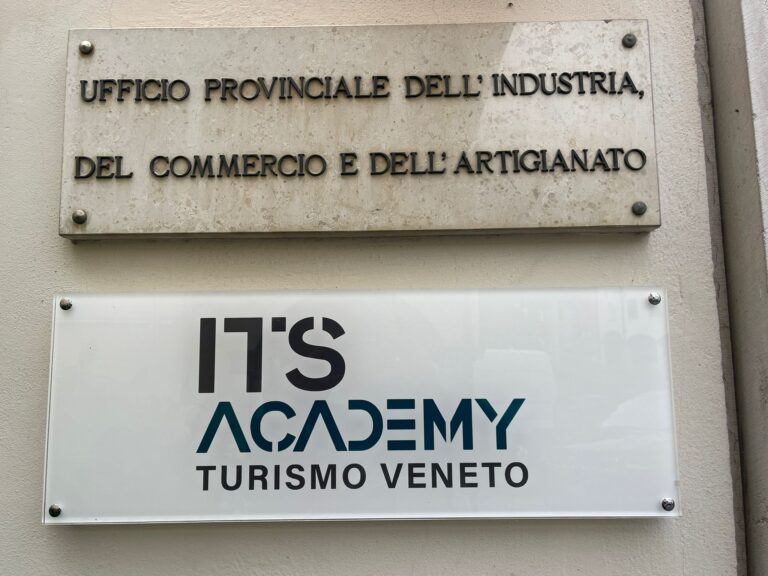 UFFICIO PROVINCIALE DELL'INDUSTRIA,
DEL COMMERCIO E DELL'ARTIGIANATO
ITS
ACADEMY
TURISMO VENETO